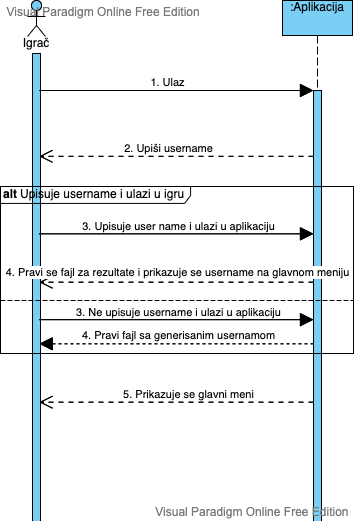 Visual Paradigm Online Free Edition
:Aplikacija
Igrač
1. Ulaz
2. Upiši username
alt Upisuje username i ulazi u igru
3. Upisuje user name i ulazi u aplikaciju
4. Pravi se fajl za rezultate i prikazuje se username na glavnom meniju
3. Ne upisuje username i ulazi u aplikaciju
4. Pravi fajl sa generisanim usernamom
5. Prikazuje se glavni meni
Visual Paradigm Online Free Edition